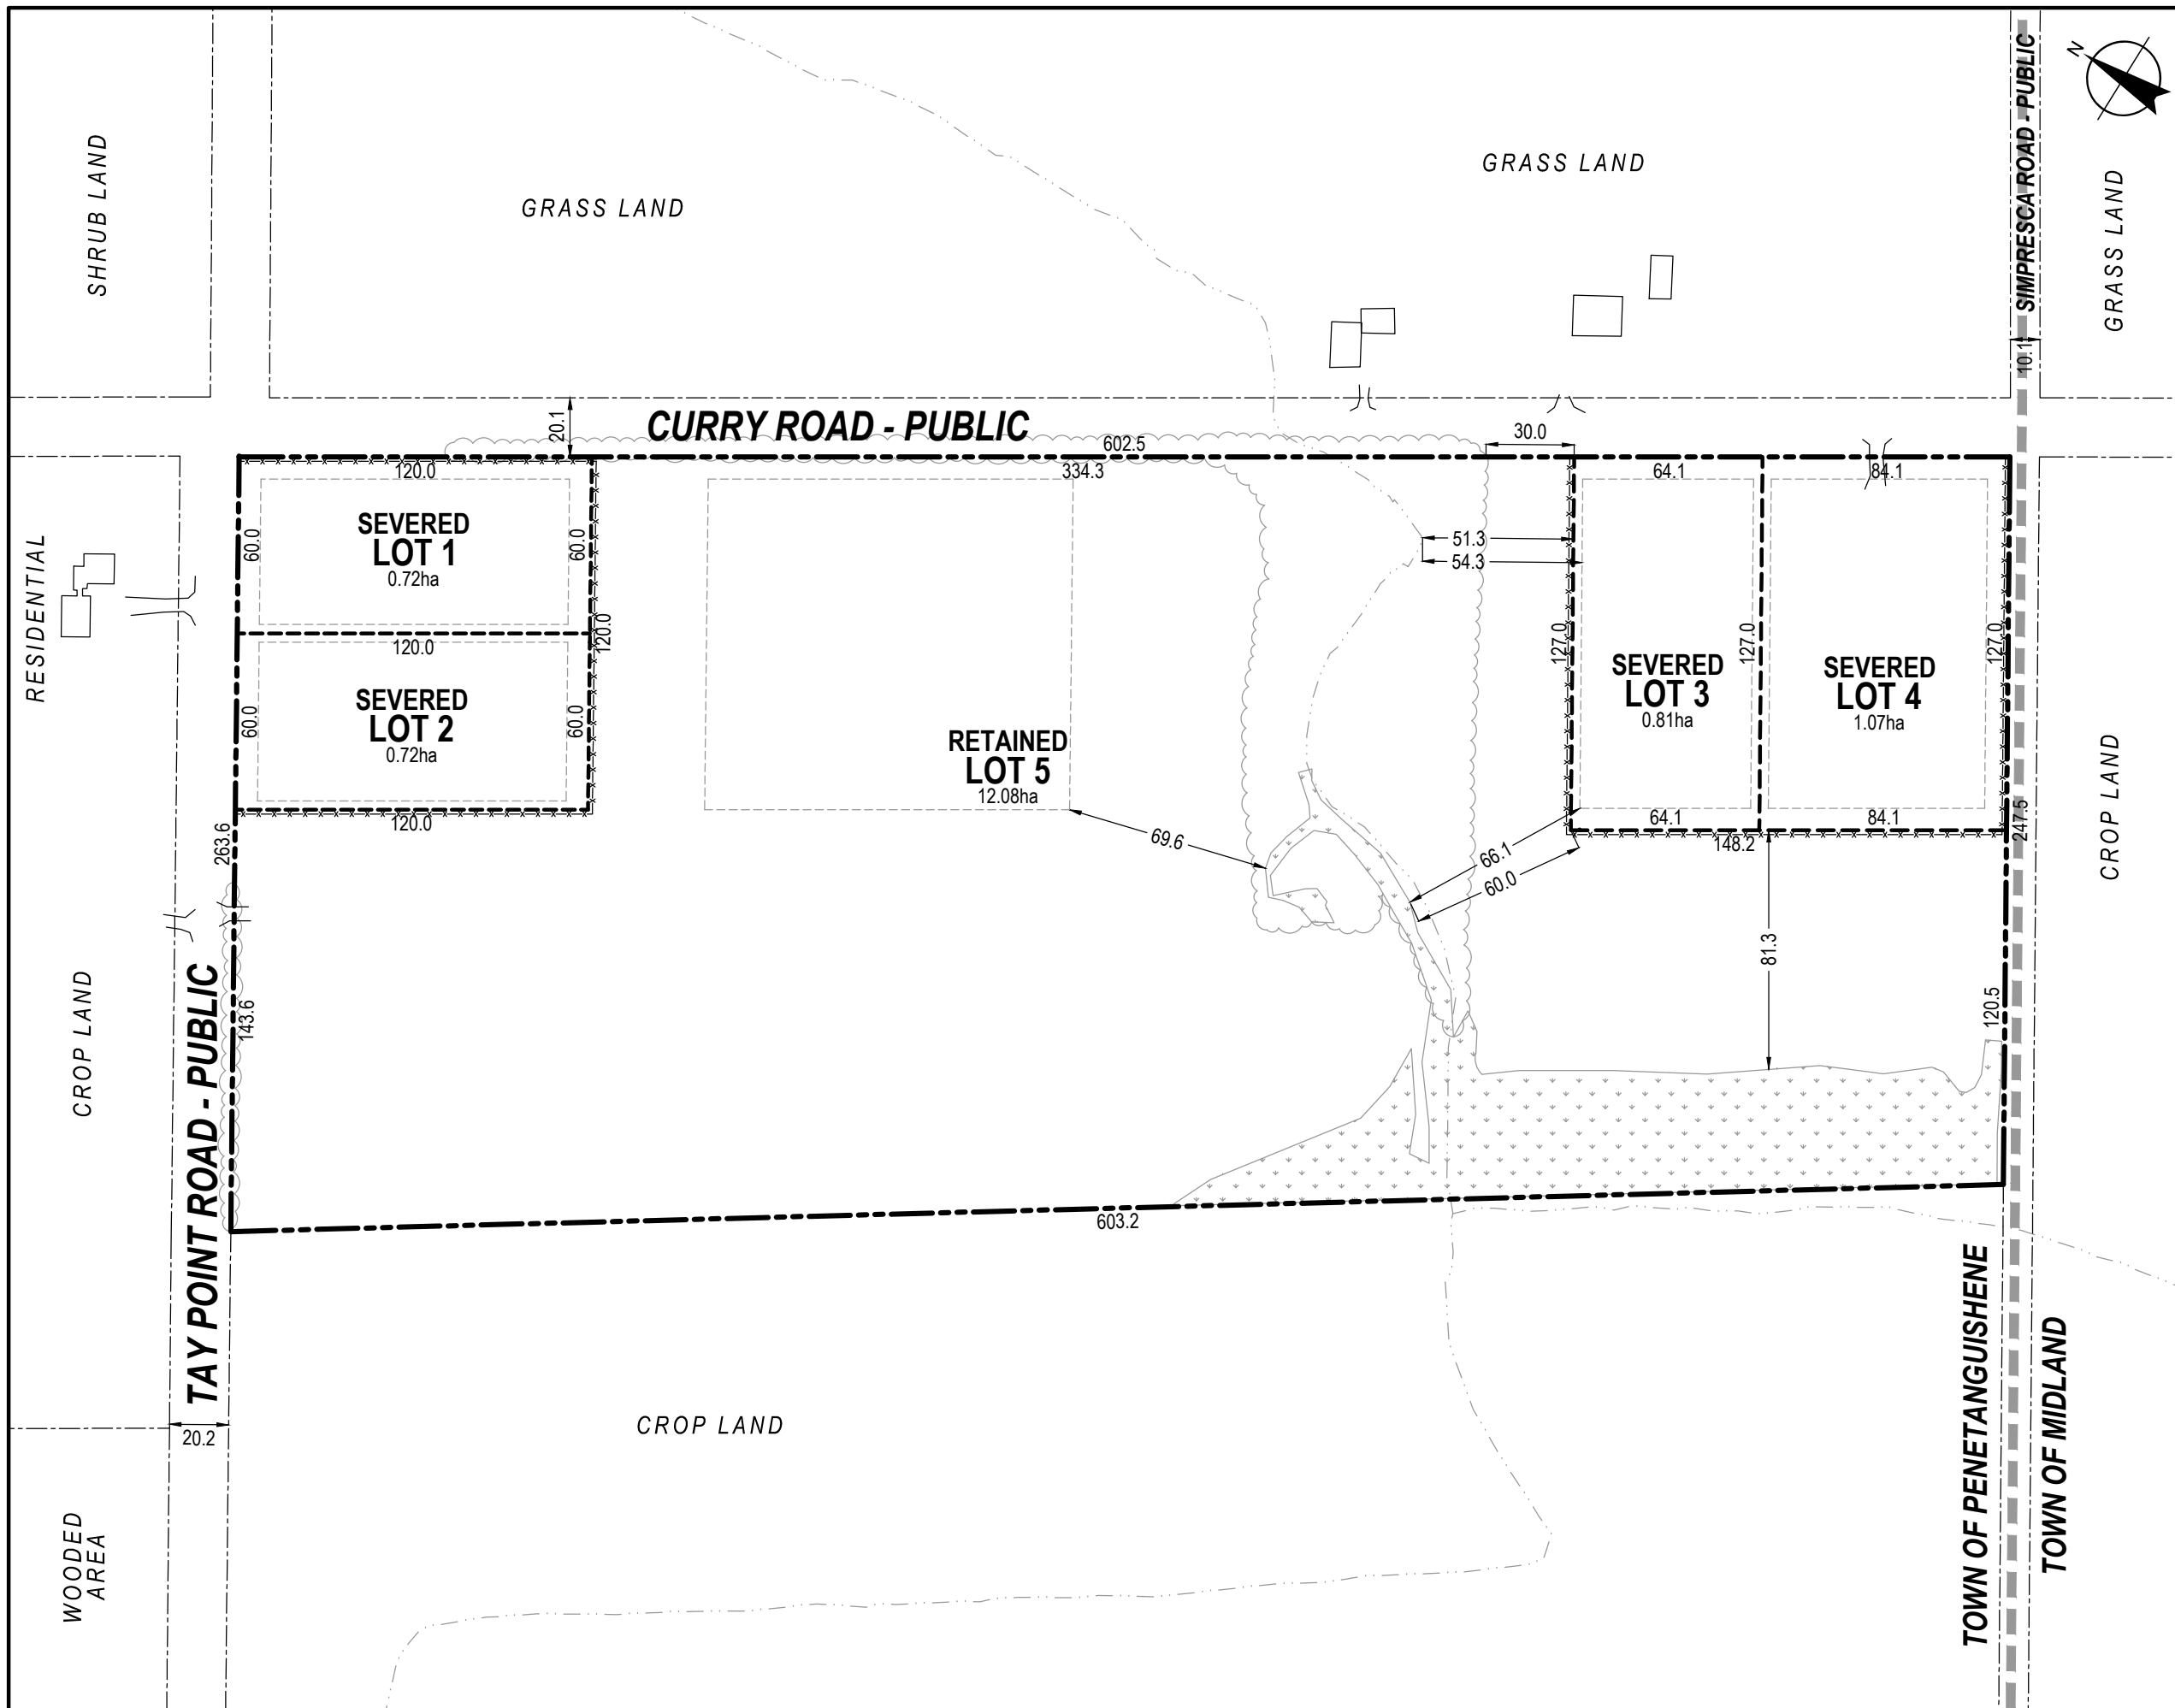 N
SIMPRESCA ROAD - PUBLIC
10.1
SHRUB LAND
GRASS LAND
GRASS LAND
GRASS LAND
CURRY ROAD - PUBLIC
20.1
602.5
30.0
120.0
334.3
64.1
84.1
RESIDENTIAL
60.0
SEVERED
LOT 1
0.72ha
60.0
51.3
54.3
120.0
120.0
60.0
SEVERED
LOT 2
0.72ha
60.0
120.0
RETAINED
LOT 5
12.08ha
127.0
SEVERED
LOT 3
0.81ha
127.0
SEVERED
LOT 4
1.07ha
127.0
CROP LAND
64.1
84.1
148.2
247.5
263.6
69.6
66.1
60.0
81.3
120.5
CROP LAND
143.6
TAY POINT ROAD - PUBLIC
603.2
20.2
CROP LAND
WOODED
AREA
TOWN OF PENETANGUISHENE
TOWN OF MIDLAND